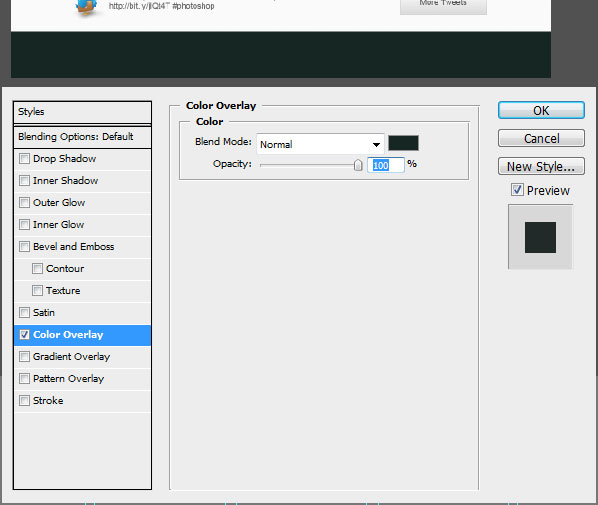 More Tweets
http://bit.y/jIQt4T #photoshop
Styles
Blending Options: Default
Drop Shadow
Inner Shadow
Outer Glow
Inner Glow
Bevel and Emboss
Contour
Texture
Satin
Color Overlay
Gradient Overlay
Pattern Overlay
Stroke
Color Overlay
Color
Blend Mode: Normal
Opacity: 100 %
OK
Cancel
New Style...
Preview